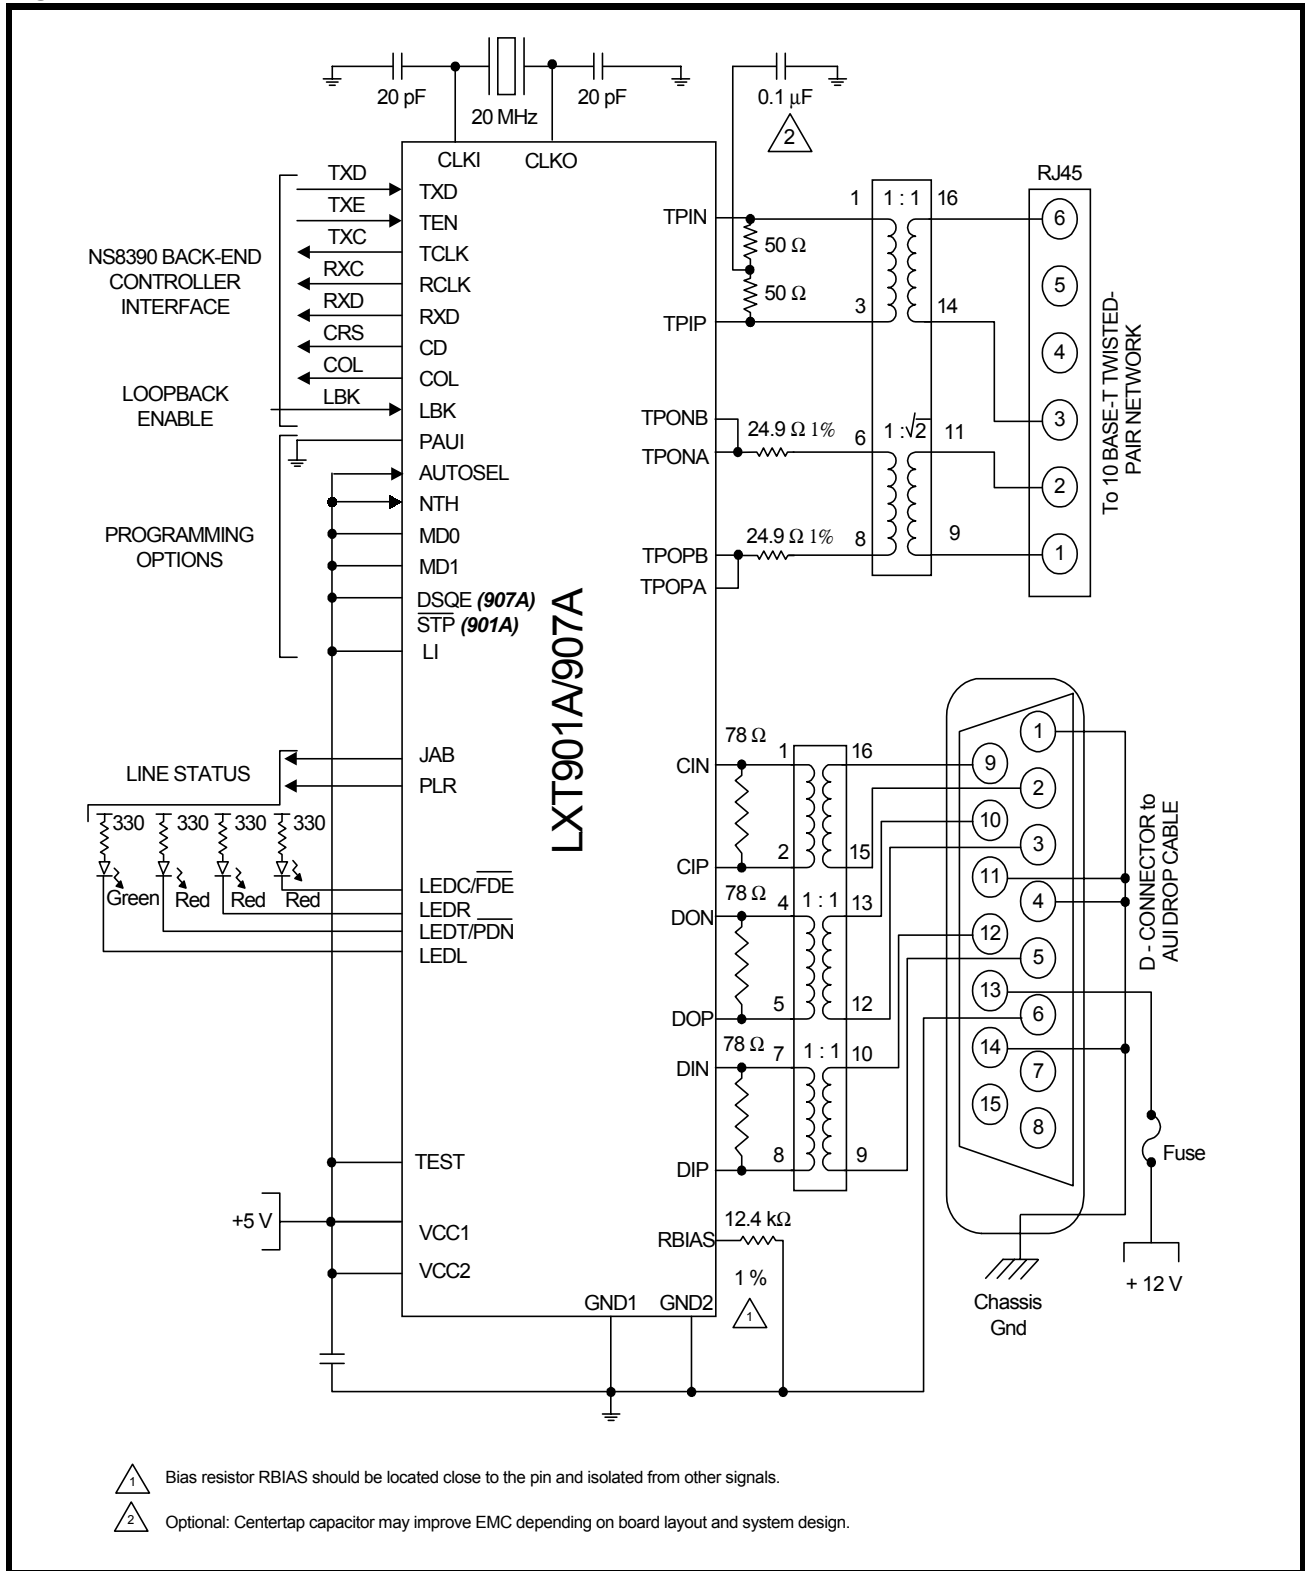 20 pF
20 MHz
20 pF
0.1 μF
2
CLKI
CLKO
NS8390 BACK-END
CONTROLLER
INTERFACE
TXD
TXE
TXC
RXC
RXD
CRS
COL
LBK
LOOPBACK
ENABLE
PROGRAMMING
OPTIONS
TXD
TEN
TCLK
RCLK
RXD
CD
COL
LBK
PAUI
AUTOSEL
NTH
MD0
MD1
DSQE (907A)
STP (901A)
LI
LXT901A/907A
LINE STATUS
JAB
PLR
330
330
330
330
Green
Red
Red
Red
LEDC/FDE
LEDR
LEDT/PDN
LEDL
TEST
+5 V
VCC1
VCC2
GND1
GND2
TPIN
50 Ω
50 Ω
TPIP
1
1 : 1
16
3
14
TPONB
TPONA
24.9 Ω 1%
6
1:√2
11
TPOPB
TPOPA
24.9 Ω 1%
8
9
RJ45
6
5
4
3
2
1
To 10 BASE-T TWISTED-
PAIR NETWORK
CIN
78 Ω
1
16
CIP
2
15
DON
78 Ω
4
1 : 1
13
DOP
5
12
DIN
78 Ω
7
1 : 1
10
DIP
8
9
RBIAS
12.4 kΩ
1 %
1
1
9
2
10
3
11
4
12
5
13
6
14
7
15
8
D - CONNECTOR to
AUI DROP CABLE
Fuse
+ 12 V
Chassis
Gnd
1 Bias resistor RBIAS should be located close to the pin and isolated from other signals.
2 Optional: Centertap capacitor may improve EMC depending on board layout and system design.